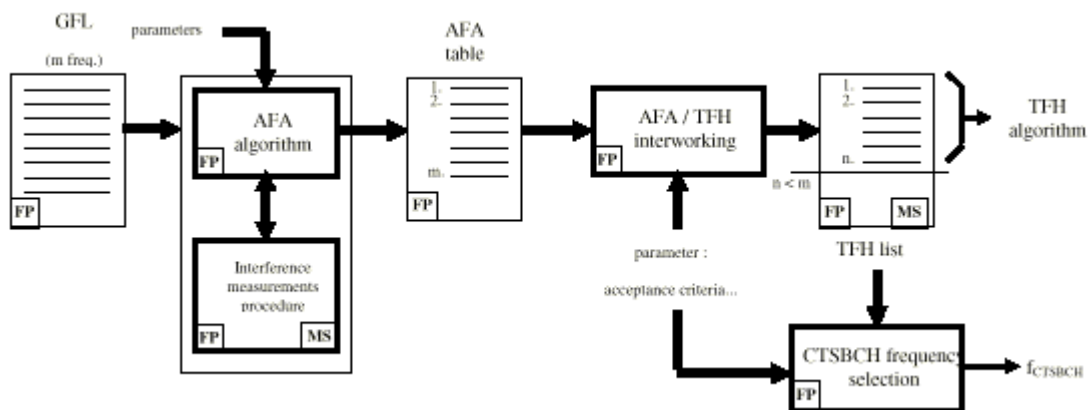 GFL
(m freq.)
FP
parameters
AFA
algorithm
FP
Interference
measurements
procedure
FP
MS
AFA
table
1.
2-
m.
FP
AFA / TFH
interworking
FP
parameter :
acceptance criteria...
1.
2-
n.
n < m
FP
MS
TFH list
TFH
algorithm
CTSBCH frequency
selection
FP
fCTSBCH